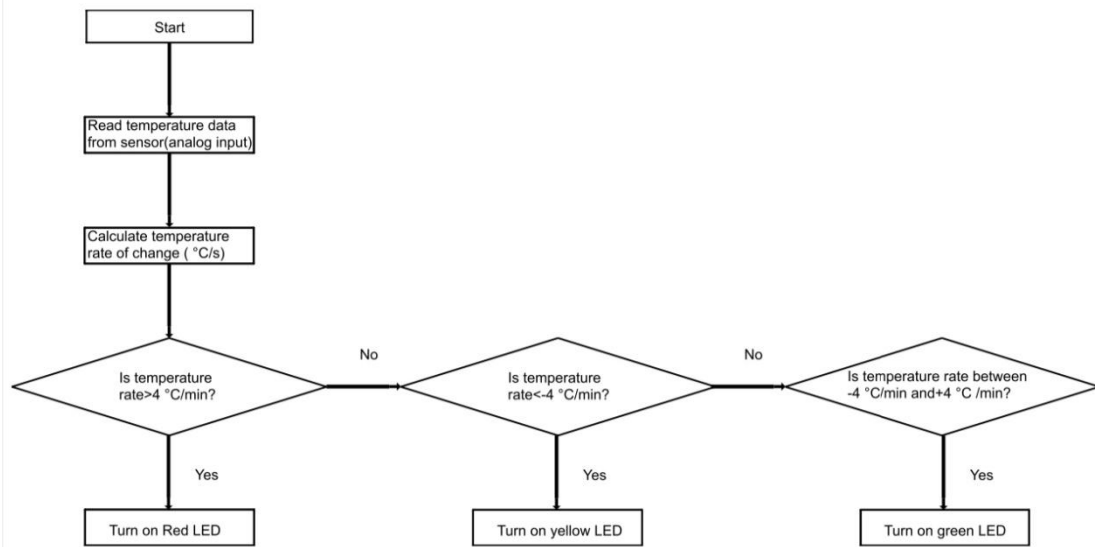 Start
Read temperature data
from sensor(analog input)
Calculate temperature
rate of change ( °C/s)
Is temperature
rate>4 °C/min?
No
Is temperature
rate<-4 °C/min?
No
Is temperature rate between
-4 °C/min and+4 °C /min?
Yes
Yes
Yes
Turn on Red LED
Turn on yellow LED
Turn on green LED